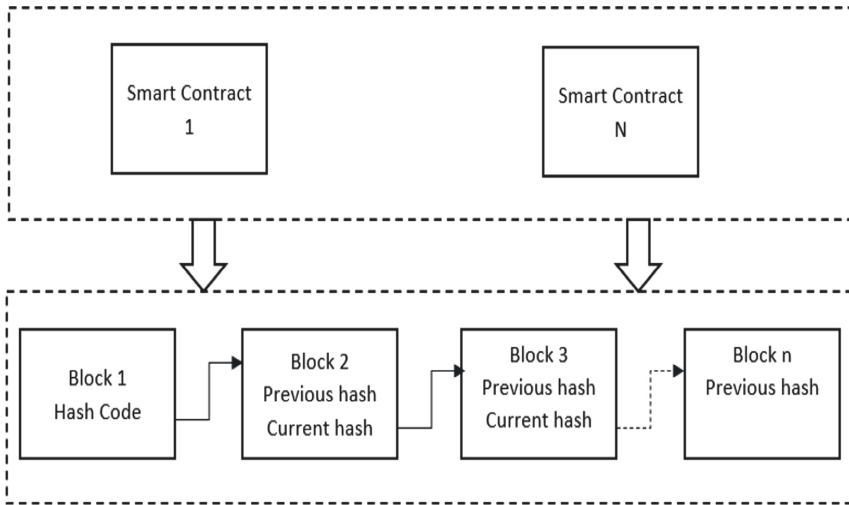 Smart Contract
1
Smart Contract
N
Block 1
Hash Code
Block 2
Previous hash
Current hash
Block 3
Previous hash
Current hash
Block n
Previous hash